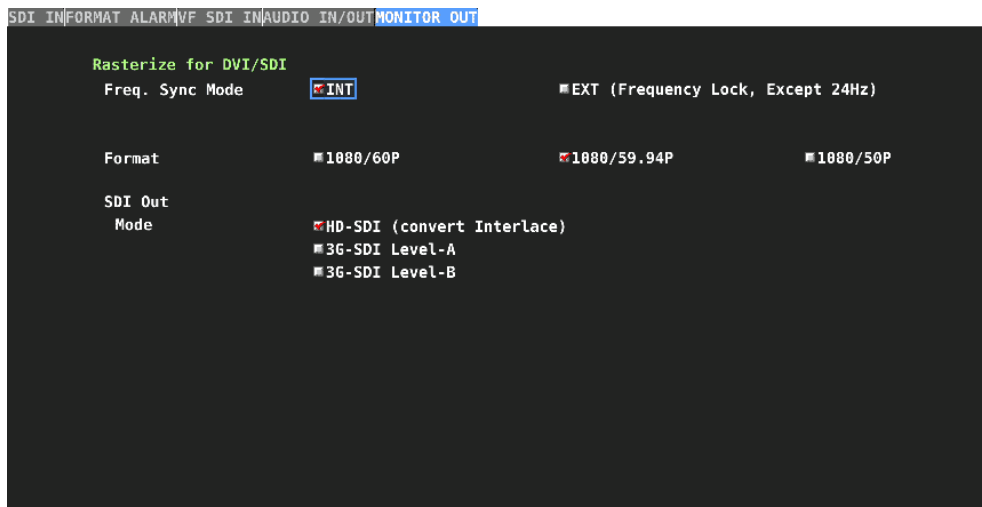 SDI IN FORMAT ALARM VF SDI IN AUDIO IN/OUT MONITOR OUT
Rasterize for DVI/SDI
Freq. Sync Mode INT EXT (Frequency Lock, Except 24Hz)
Format 1080/60P 1080/59.94P 1080/50P
SDI Out
Mode HD-SDI (convert Interlace)
3G-SDI Level-A
3G-SDI Level-B